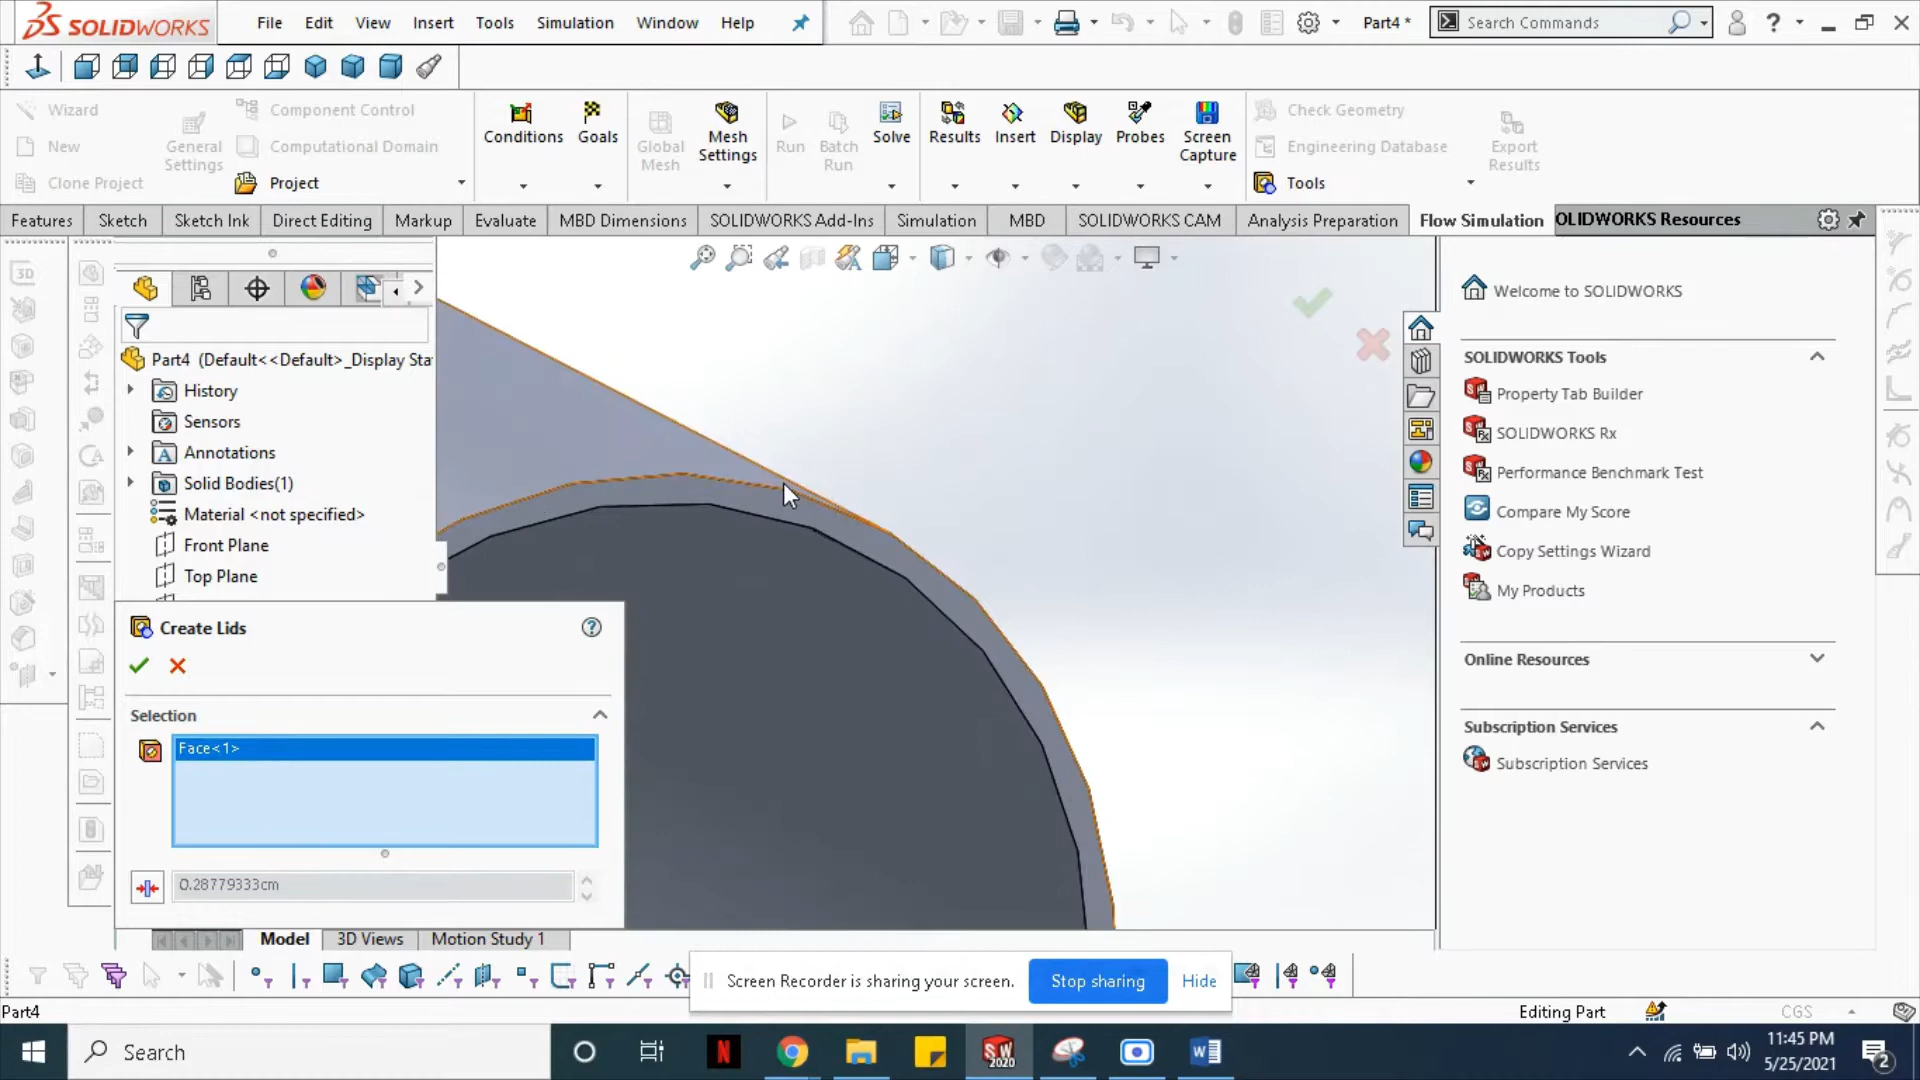 SOLIDWORKS File Edit View Insert Tools Simulation Window Help Part4 * Search Commands ?
Wizard Component Control Check Geometry
New Computational Domain Engineering Database
Clone Project Project Tools
General Settings
Conditions Goals Global Mesh Mesh Settings Run Batch Run Solve Results Insert Display Probes Screen Capture Export Results
Features Sketch Sketch Ink Direct Editing Markup Evaluate MBD Dimensions SOLIDWORKS Add-Ins Simulation MBD SOLIDWORKS CAM Analysis Preparation Flow Simulation OLIDWORKS Resources
3D
Part4 (Default<<Default>_Display Sta
History
Sensors
Annotations
Solid Bodies(1)
Material <not specified>
Front Plane
Top Plane
Create Lids
Selection
Face<1>
0.28779333cm
Welcome to SOLIDWORKS
SOLIDWORKS Tools
Property Tab Builder
SOLIDWORKS Rx
Performance Benchmark Test
Compare My Score
Copy Settings Wizard
My Products
Online Resources
Subscription Services
Subscription Services
Model 3D Views Motion Study 1
Screen Recorder is sharing your screen. Stop sharing Hide
Part4 Editing Part CGS
Search
N
SW 2020
11:45 PM
5/25/2021
2